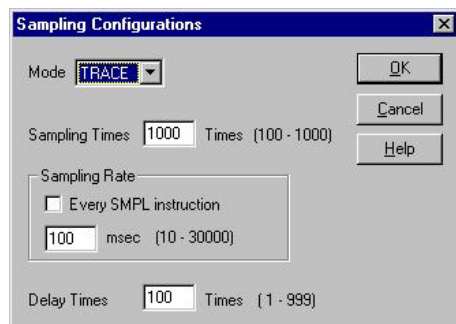 Sampling Configurations
Mode TRACE
OK
Cancel
Sampling Times 1000 Times (100 - 1000)
Help
Sampling Rate
Every SMPL instruction
100 msec (10 - 30000)
Delay Times 100 Times ( 1 - 999)